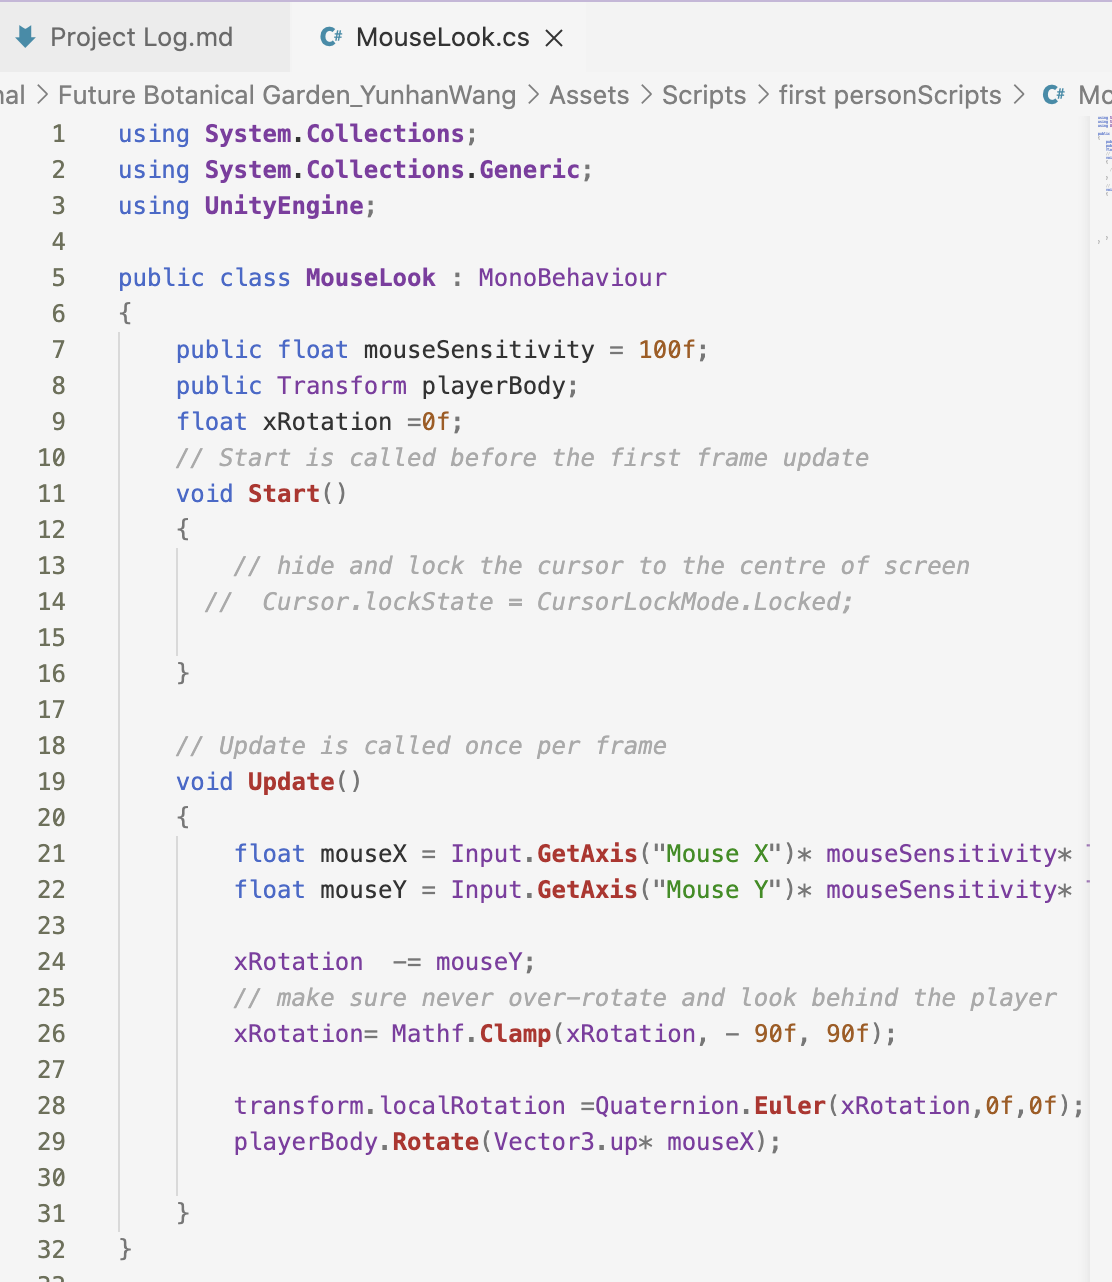 Project Log.md
C# MouseLook.cs ×
nal > Future Botanical Garden_YunhanWang > Assets > Scripts > first personScripts > C# Mo
1 using System.Collections;
2 using System.Collections.Generic;
3 using UnityEngine;
4
5 public class MouseLook : MonoBehaviour
6 {
7     public float mouseSensitivity = 100f;
8     public Transform playerBody;
9     float xRotation =0f;
10     // Start is called before the first frame update
11     void Start()
12     {
13         // hide and lock the cursor to the centre of screen
14       //  Cursor.lockState = CursorLockMode.Locked;
15
16     }
17
18     // Update is called once per frame
19     void Update()
20     {
21         float mouseX = Input.GetAxis("Mouse X")* mouseSensitivity*
22         float mouseY = Input.GetAxis("Mouse Y")* mouseSensitivity*
23
24         xRotation  -= mouseY;
25         // make sure never over-rotate and look behind the player
26         xRotation= Mathf.Clamp(xRotation, - 90f, 90f);
27
28         transform.localRotation =Quaternion.Euler(xRotation,0f,0f);
29         playerBody.Rotate(Vector3.up* mouseX);
30
31     }
32 }